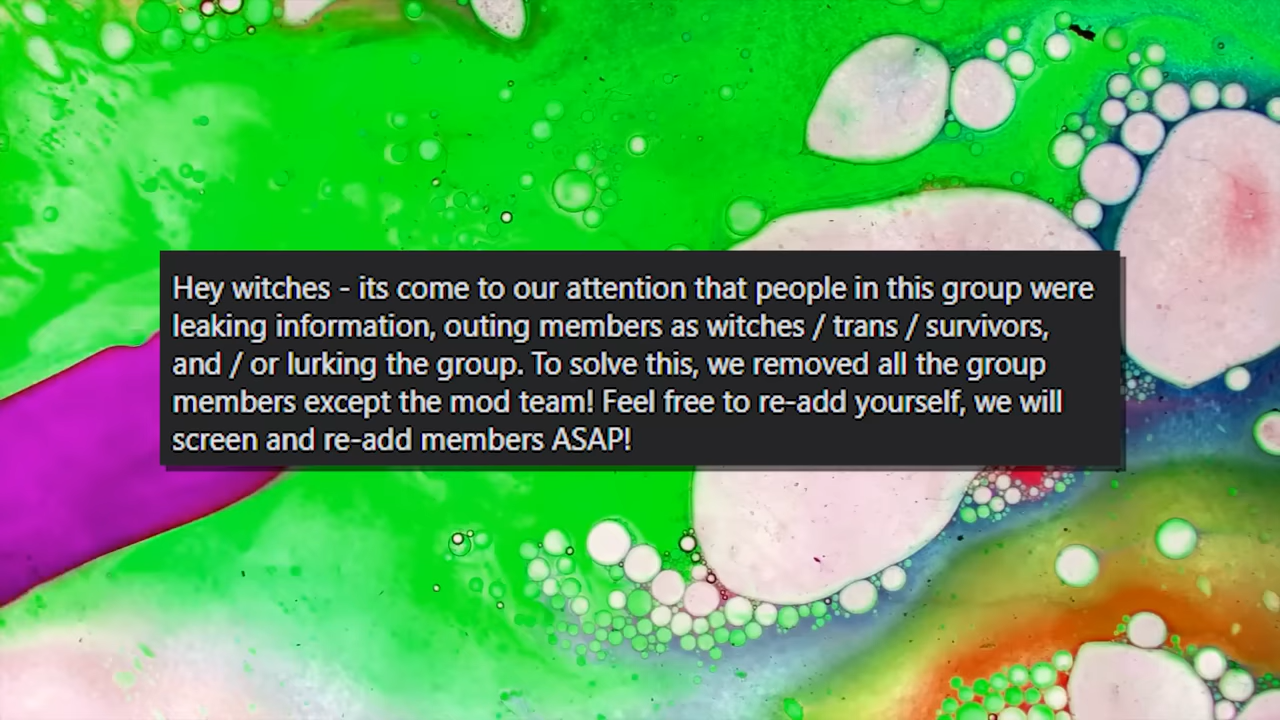 Hey witches - its come to our attention that people in this group were
leaking information, outing members as witches / trans / survivors,
and / or lurking the group. To solve this, we removed all the group
members except the mod team! Feel free to re-add yourself, we will
screen and re-add members ASAP!